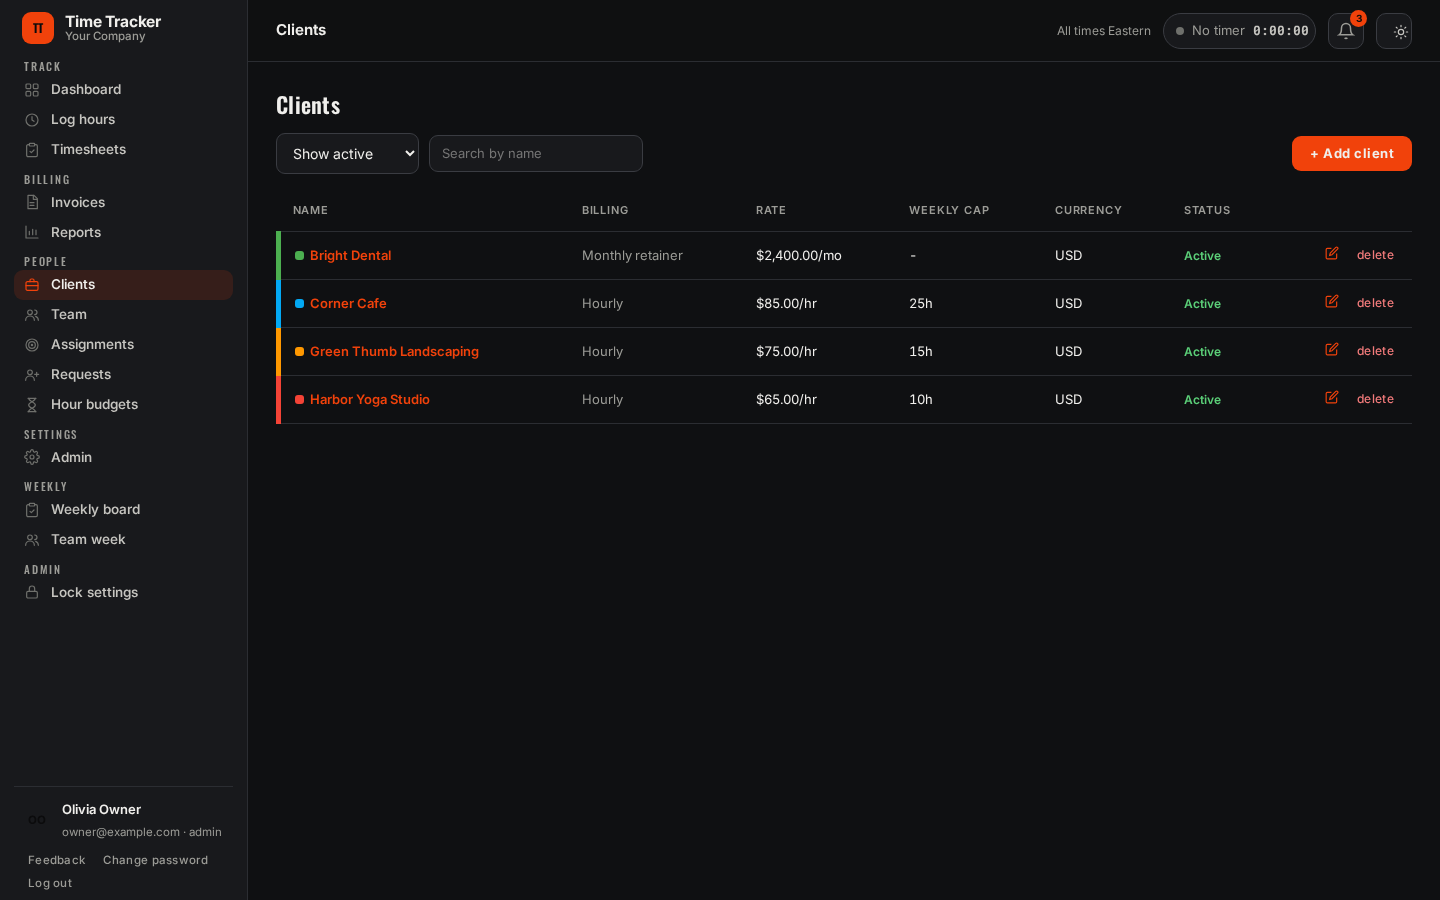 Time Tracker
Your Company
TRACK
Dashboard
Log hours
Timesheets
BILLING
Invoices
Reports
PEOPLE
Clients
Team
Assignments
Requests
Hour budgets
SETTINGS
Admin
WEEKLY
Weekly board
Team week
ADMIN
Lock settings
OO
Olivia Owner
owner@example.com · admin
Feedback Change password
Log out
Clients
All times Eastern
No timer 0:00:00
3
Clients
Show active
Search by name
+ Add client
NAME BILLING RATE WEEKLY CAP CURRENCY STATUS
Bright Dental Monthly retainer $2,400.00/mo - USD Active delete
Corner Cafe Hourly $85.00/hr 25h USD Active delete
Green Thumb Landscaping Hourly $75.00/hr 15h USD Active delete
Harbor Yoga Studio Hourly $65.00/hr 10h USD Active delete